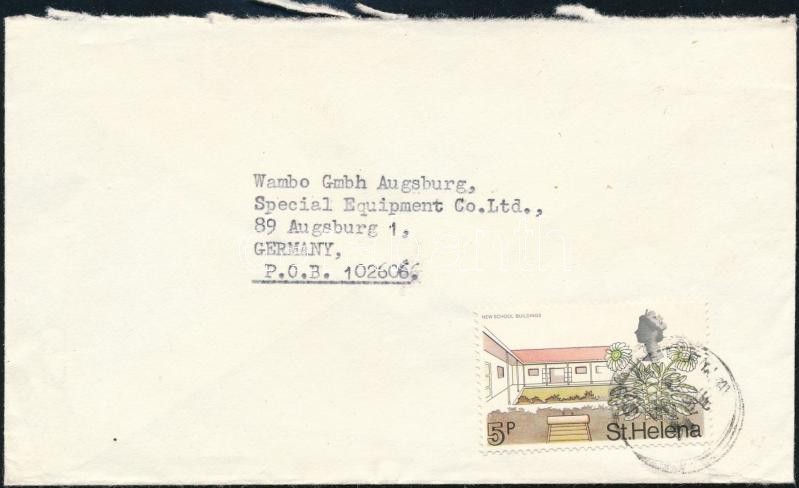 Wambo Gmbh Augsburg,
Special Equipment Co.Ltd.,
89 Augsburg 1,
GERMANY,
P.O.B. 102606,
NEW SCHOOL BUILDINGS
5P
St.Helena